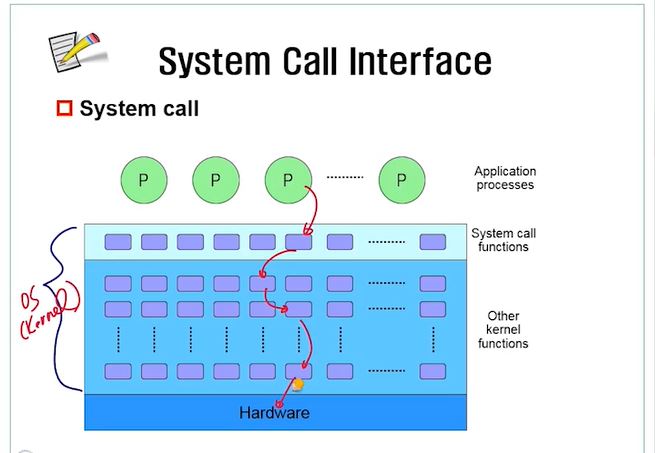 System Call Interface
System call
P P P P
Application
processes
System call
functions
OS
(Kernel)
Other
kernel
functions
Hardware